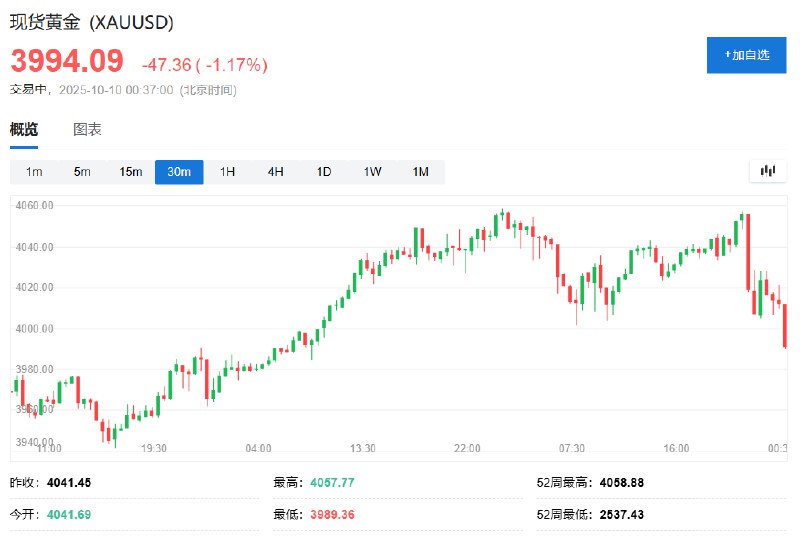 现货黄金 (XAUUSD)
3994.09 -47.36 ( -1.17%)
+加自选
交易中，2025-10-10 00:37:00 (北京时间)
概览 图表
1m 5m 15m 30m 1H 4H 1D 1W 1M
4060.00
4040.00
4020.00
4000.00
3980.00
3960.00
3940.00
11:00 19:30 04:00 13:30 22:00 07:30 16:00 00:3
昨收：4041.45 最高：4057.77 52周最高：4058.88
今开：4041.69 最低：3989.36 52周最低：2537.43